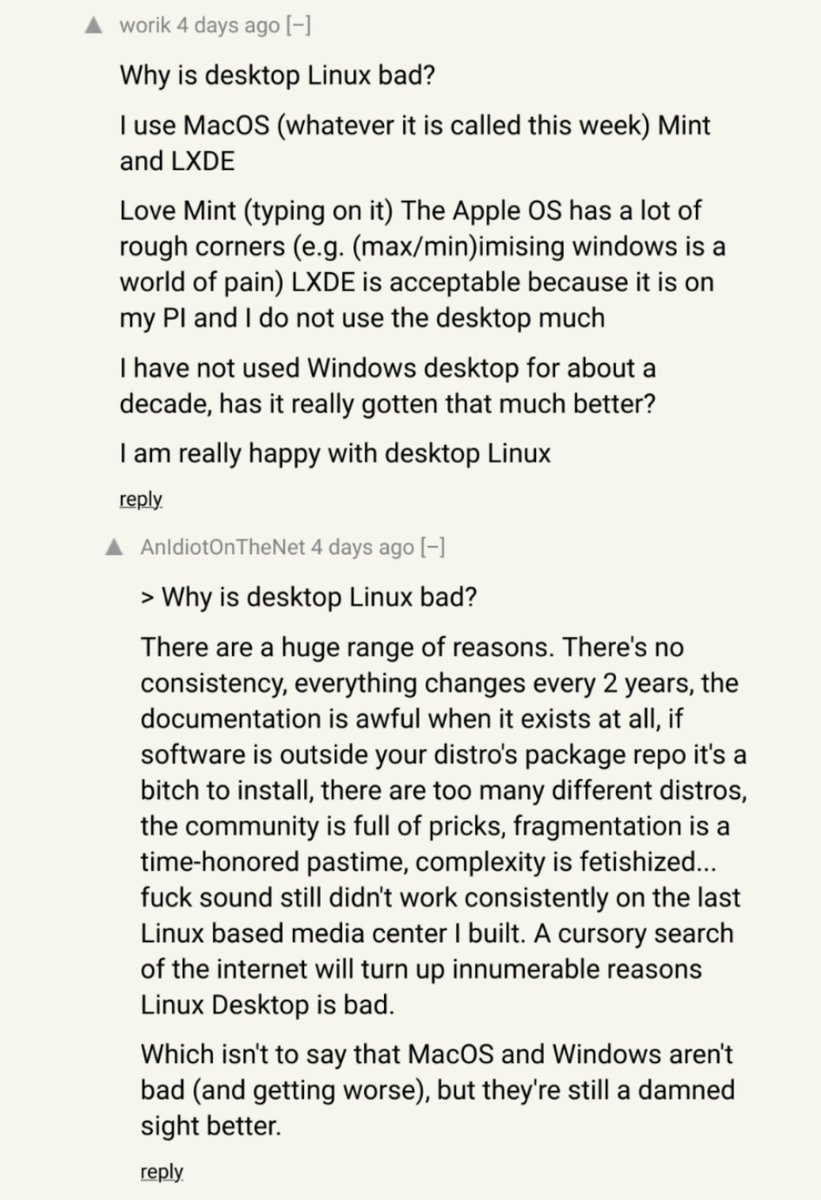 ▲ worik 4 days ago [–]
Why is desktop Linux bad?
I use MacOS (whatever it is called this week) Mint
and LXDE
Love Mint (typing on it) The Apple OS has a lot of
rough corners (e.g. (max/min)imising windows is a
world of pain) LXDE is acceptable because it is on
my PI and I do not use the desktop much
I have not used Windows desktop for about a
decade, has it really gotten that much better?
I am really happy with desktop Linux
reply
▲ AnIdiotOnTheNet 4 days ago [–]
> Why is desktop Linux bad?
There are a huge range of reasons. There's no
consistency, everything changes every 2 years, the
documentation is awful when it exists at all, if
software is outside your distro's package repo it's a
bitch to install, there are too many different distros,
the community is full of pricks, fragmentation is a
time-honored pastime, complexity is fetishized...
fuck sound still didn't work consistently on the last
Linux based media center I built. A cursory search
of the internet will turn up innumerable reasons
Linux Desktop is bad.
Which isn't to say that MacOS and Windows aren't
bad (and getting worse), but they're still a damned
sight better.
reply